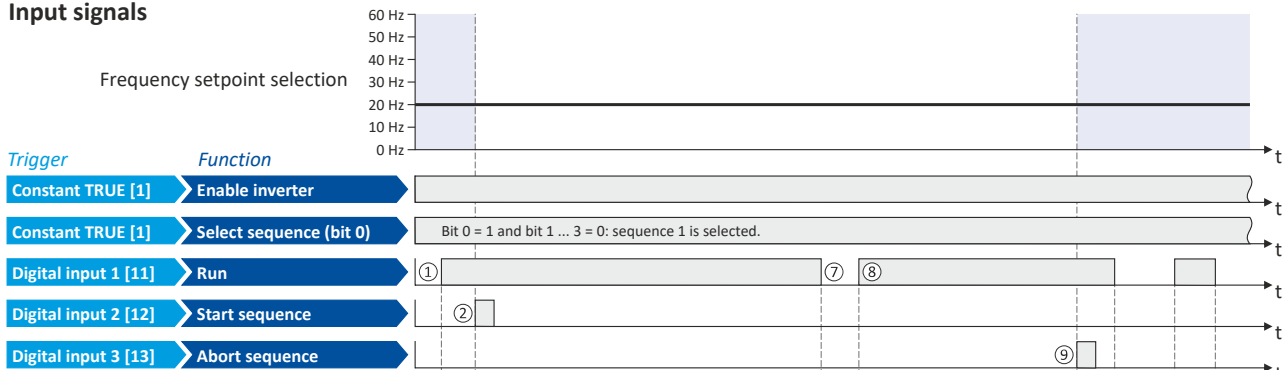 Input signals
60 Hz
50 Hz
40 Hz
Frequency setpoint selection 30 Hz
20 Hz
10 Hz
0 Hz
t
Trigger Function
Constant TRUE [1] Enable inverter
t
Constant TRUE [1] Select sequence (bit 0) Bit 0 = 1 and bit 1 ... 3 = 0: sequence 1 is selected.
t
Digital input 1 [11] Run ① ⑦ ⑧
t
Digital input 2 [12] Start sequence ②
t
Digital input 3 [13] Abort sequence ⑨